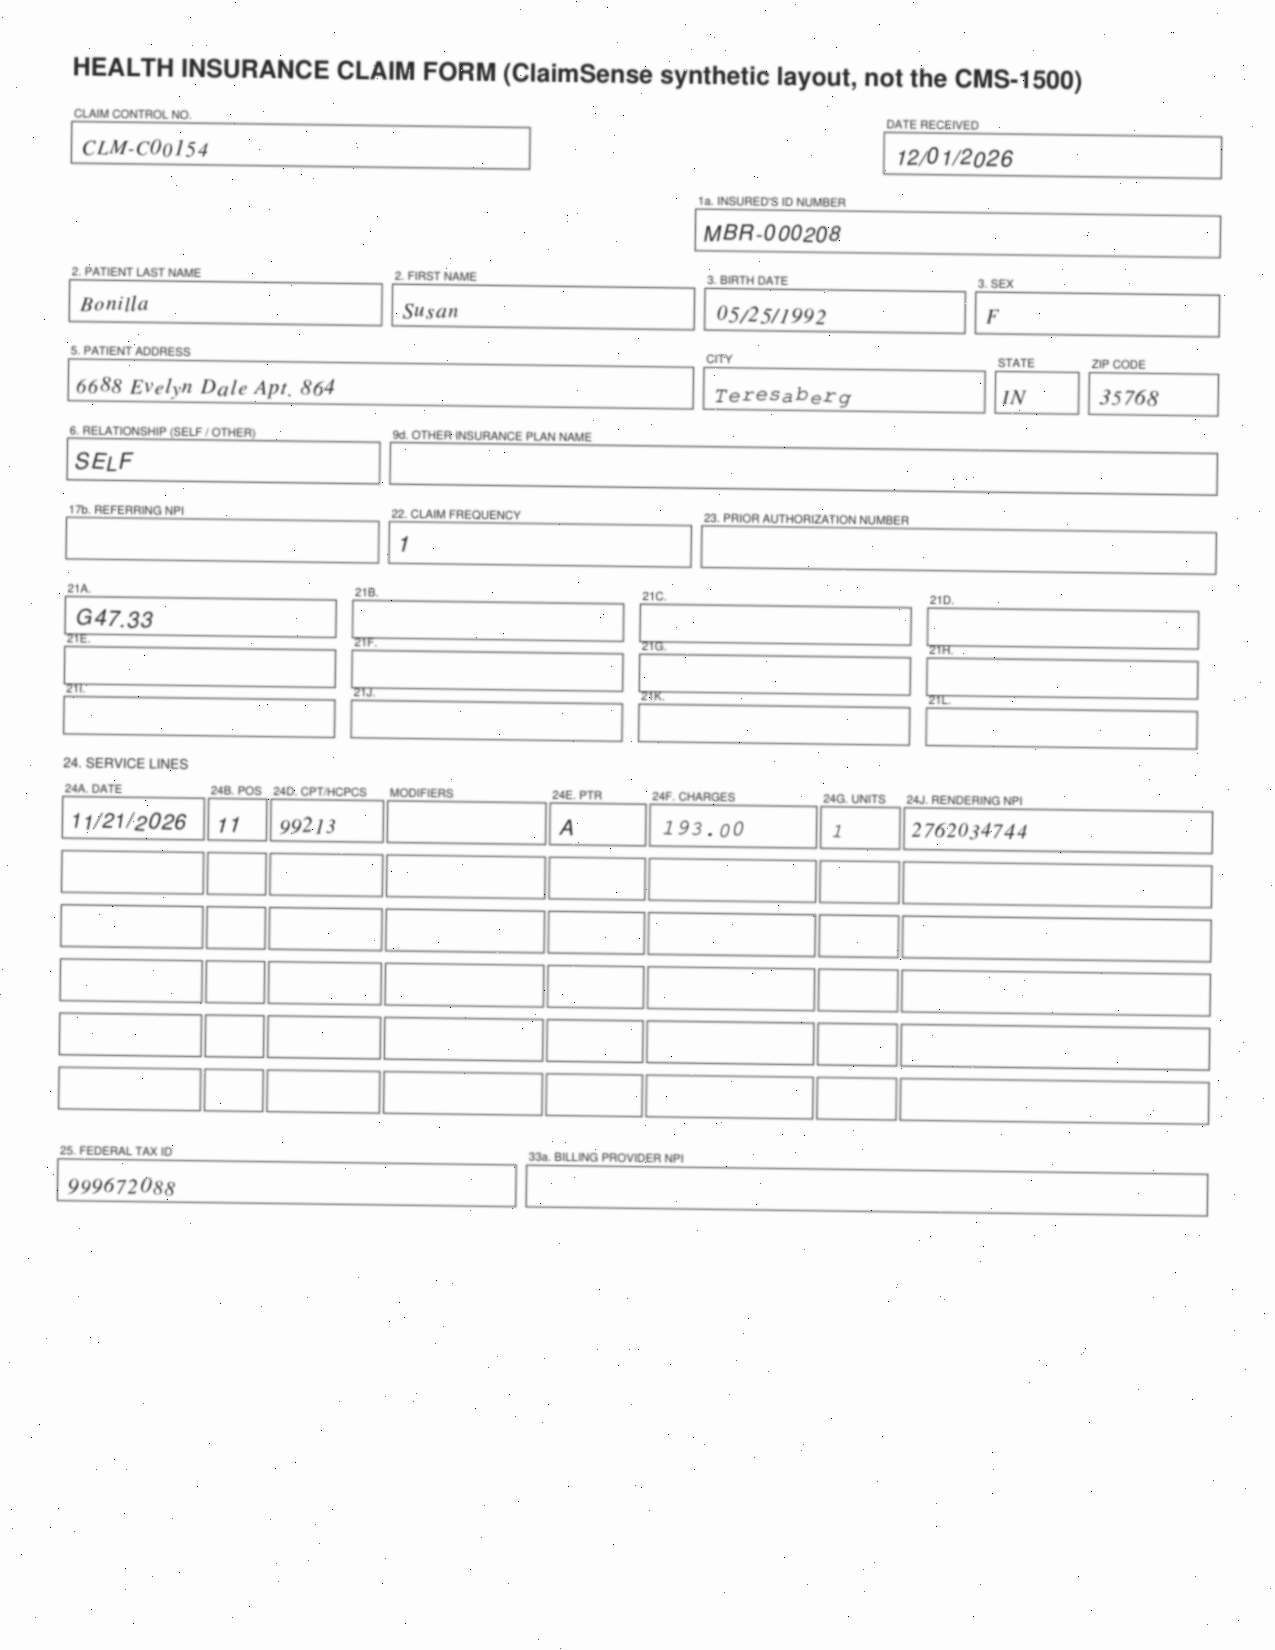 HEALTH INSURANCE CLAIM FORM (ClaimSense synthetic layout, not the CMS-1500)
CLAIM CONTROL NO.
CLM-C00154
DATE RECEIVED
12/01/2026
1a. INSURED'S ID NUMBER
MBR-000208
2. PATIENT LAST NAME 2. FIRST NAME 3. BIRTH DATE 3. SEX
Bonilla Susan 05/25/1992 F
5. PATIENT ADDRESS CITY STATE ZIP CODE
6688 Evelyn Dale Apt. 864 Teresaberg IN 35768
6. RELATIONSHIP (SELF / OTHER) 9d. OTHER INSURANCE PLAN NAME
SELF
17b. REFERRING NPI 22. CLAIM FREQUENCY 23. PRIOR AUTHORIZATION NUMBER
1
21A. 21B. 21C. 21D.
G47.33
21E. 21F. 21G. 21H.
21I. 21J. 21K. 21L.
24. SERVICE LINES
24A. DATE 24B. POS 24D. CPT/HCPCS MODIFIERS 24E. PTR 24F. CHARGES 24G. UNITS 24J. RENDERING NPI
11/21/2026 11 99213 A 193.00 1 2762034744
25. FEDERAL TAX ID 33a. BILLING PROVIDER NPI
999672088